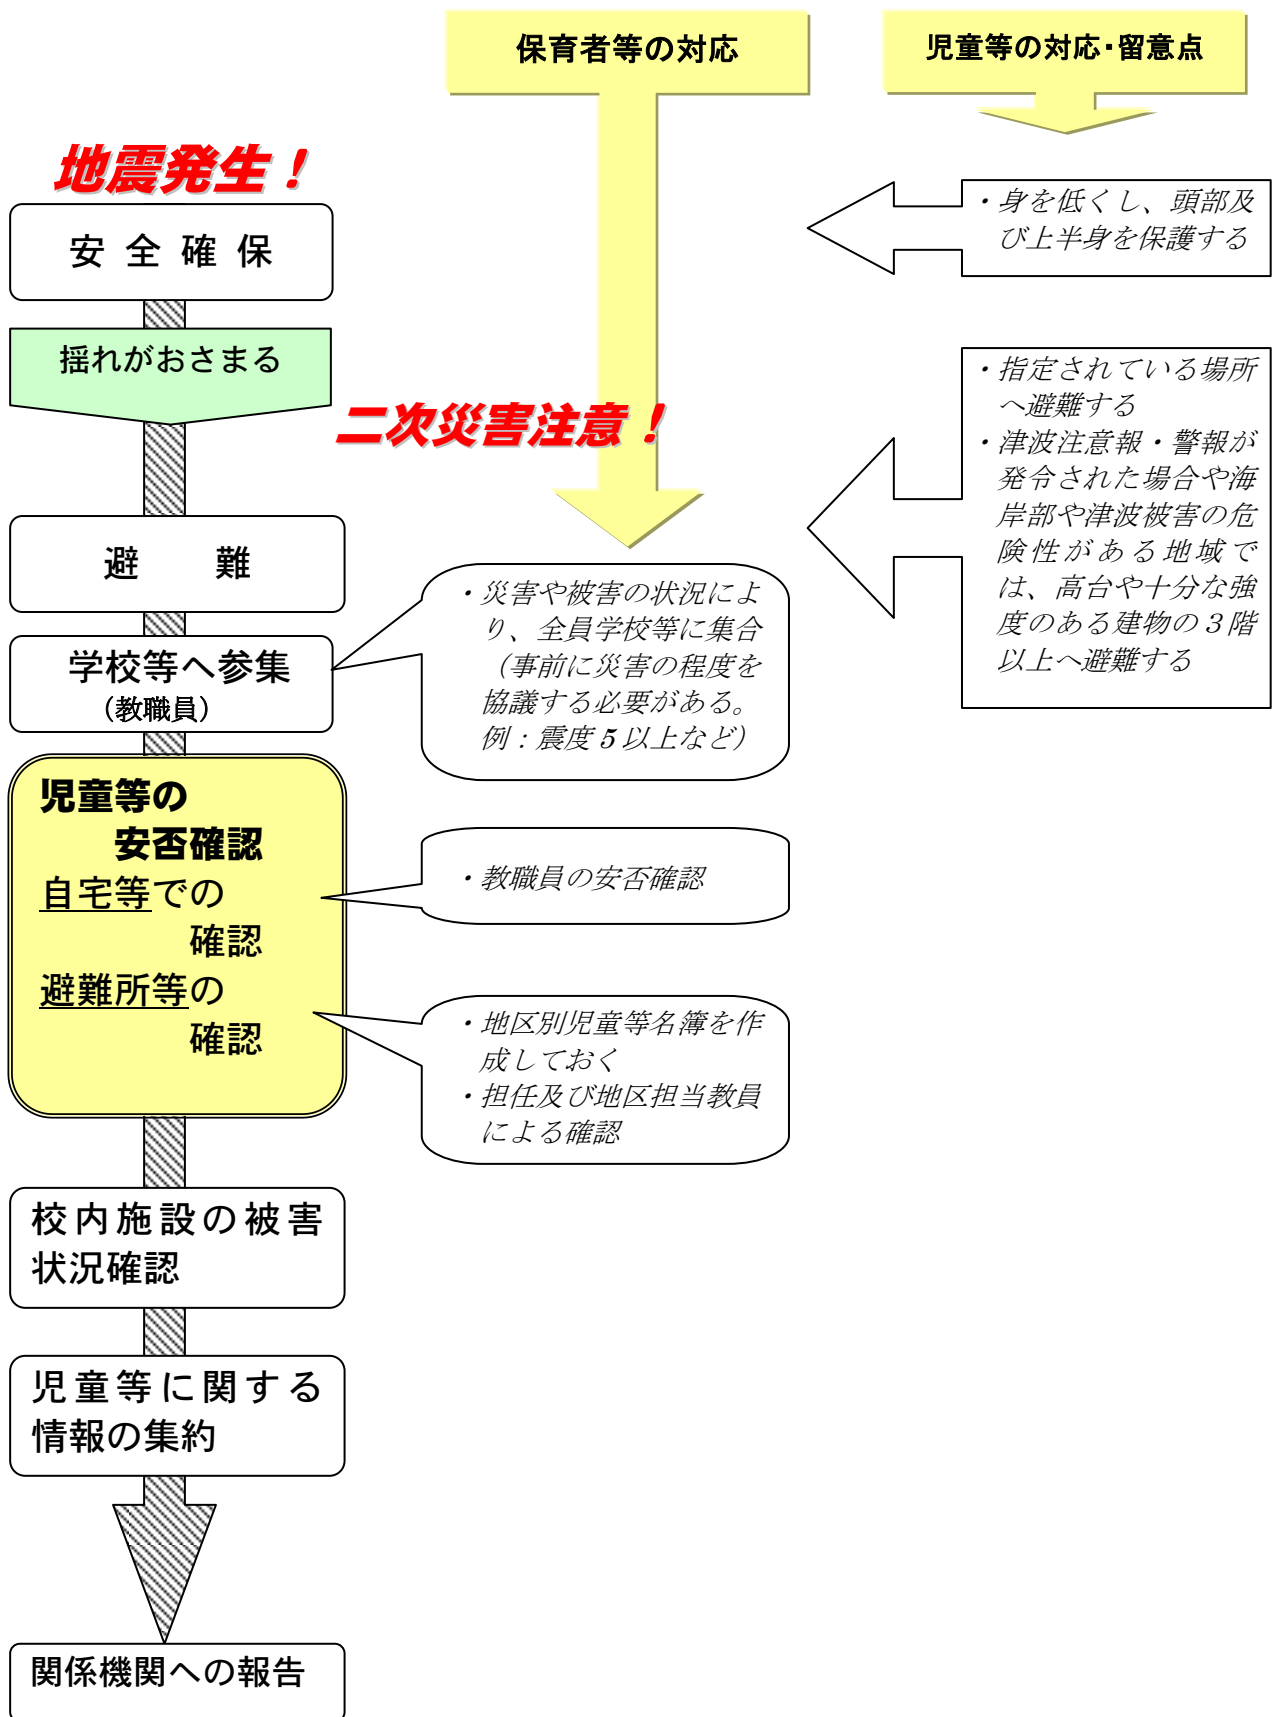 保育者等の対応
児童等の対応・留意点
地震発生！
安全確保
・身を低くし、頭部及
び上半身を保護する
揺れがおさまる
二次災害注意！
・指定されている場所
へ避難する
・津波注意報・警報が
発令された場合や海
岸部や津波被害の危
険性がある地域で
は、高台や十分な強
度のある建物の３階
以上へ避難する
避　難
学校等へ参集
（教職員）
・災害や被害の状況によ
り、全員学校等に集合
（事前に災害の程度を
協議する必要がある。
例：震度5以上など）
児童等の
安否確認
自宅等での
確認
避難所等の
確認
・教職員の安否確認
・地区別児童等名簿を作
成しておく
・担任及び地区担当教員
による確認
校内施設の被害
状況確認
児童等に関する
情報の集約
関係機関への報告